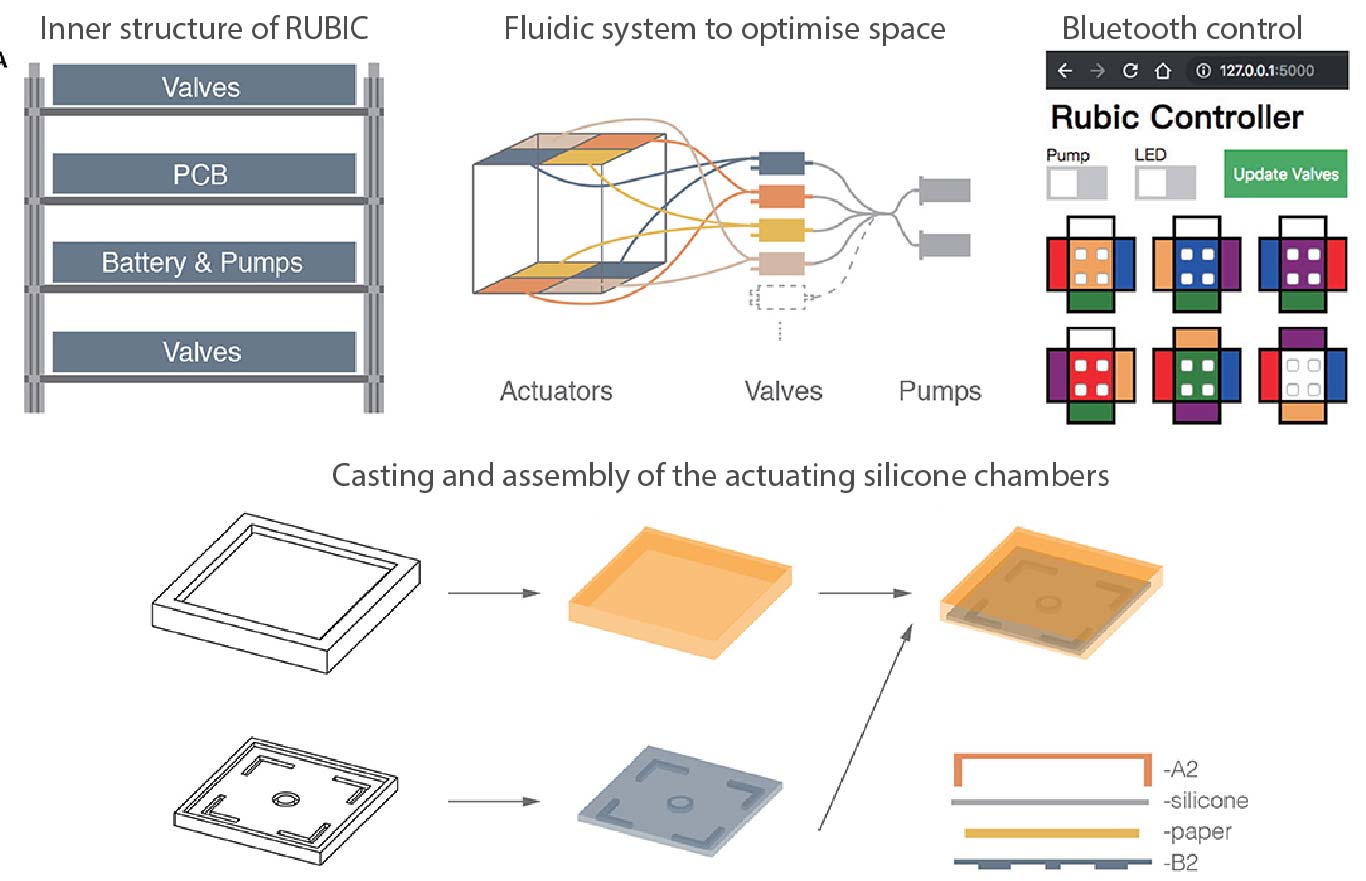 Inner structure of RUBIC
Fluidic system to optimise space
Bluetooth control
A
Valves
PCB
Battery & Pumps
Valves
Actuators
Valves
Pumps
127.0.0.1:5000
Rubic Controller
Pump
LED
Update Valves
Casting and assembly of the actuating silicone chambers
-A2
-silicone
-paper
-B2